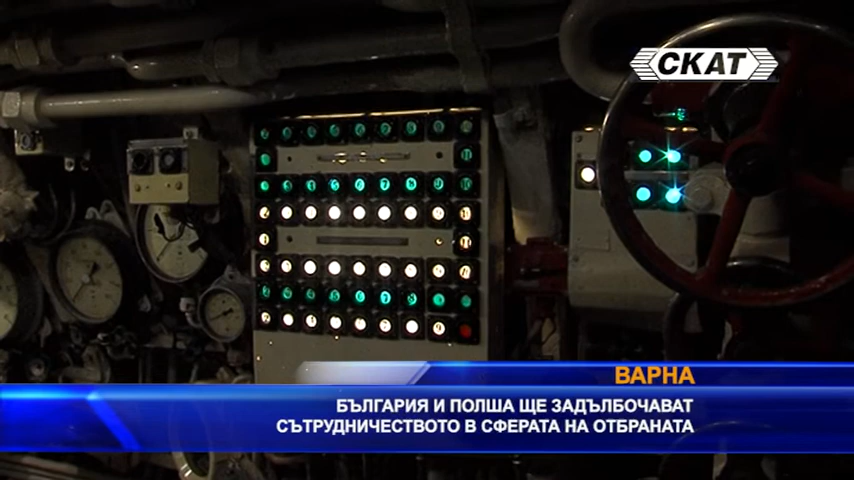 СКАТ
ВАРНА
БЪЛГАРИЯ И ПОЛША ЩЕ ЗАДЪЛБОЧАВАТ
СЪТРУДНИЧЕСТВОТО В СФЕРАТА НА ОТБРАНАТА